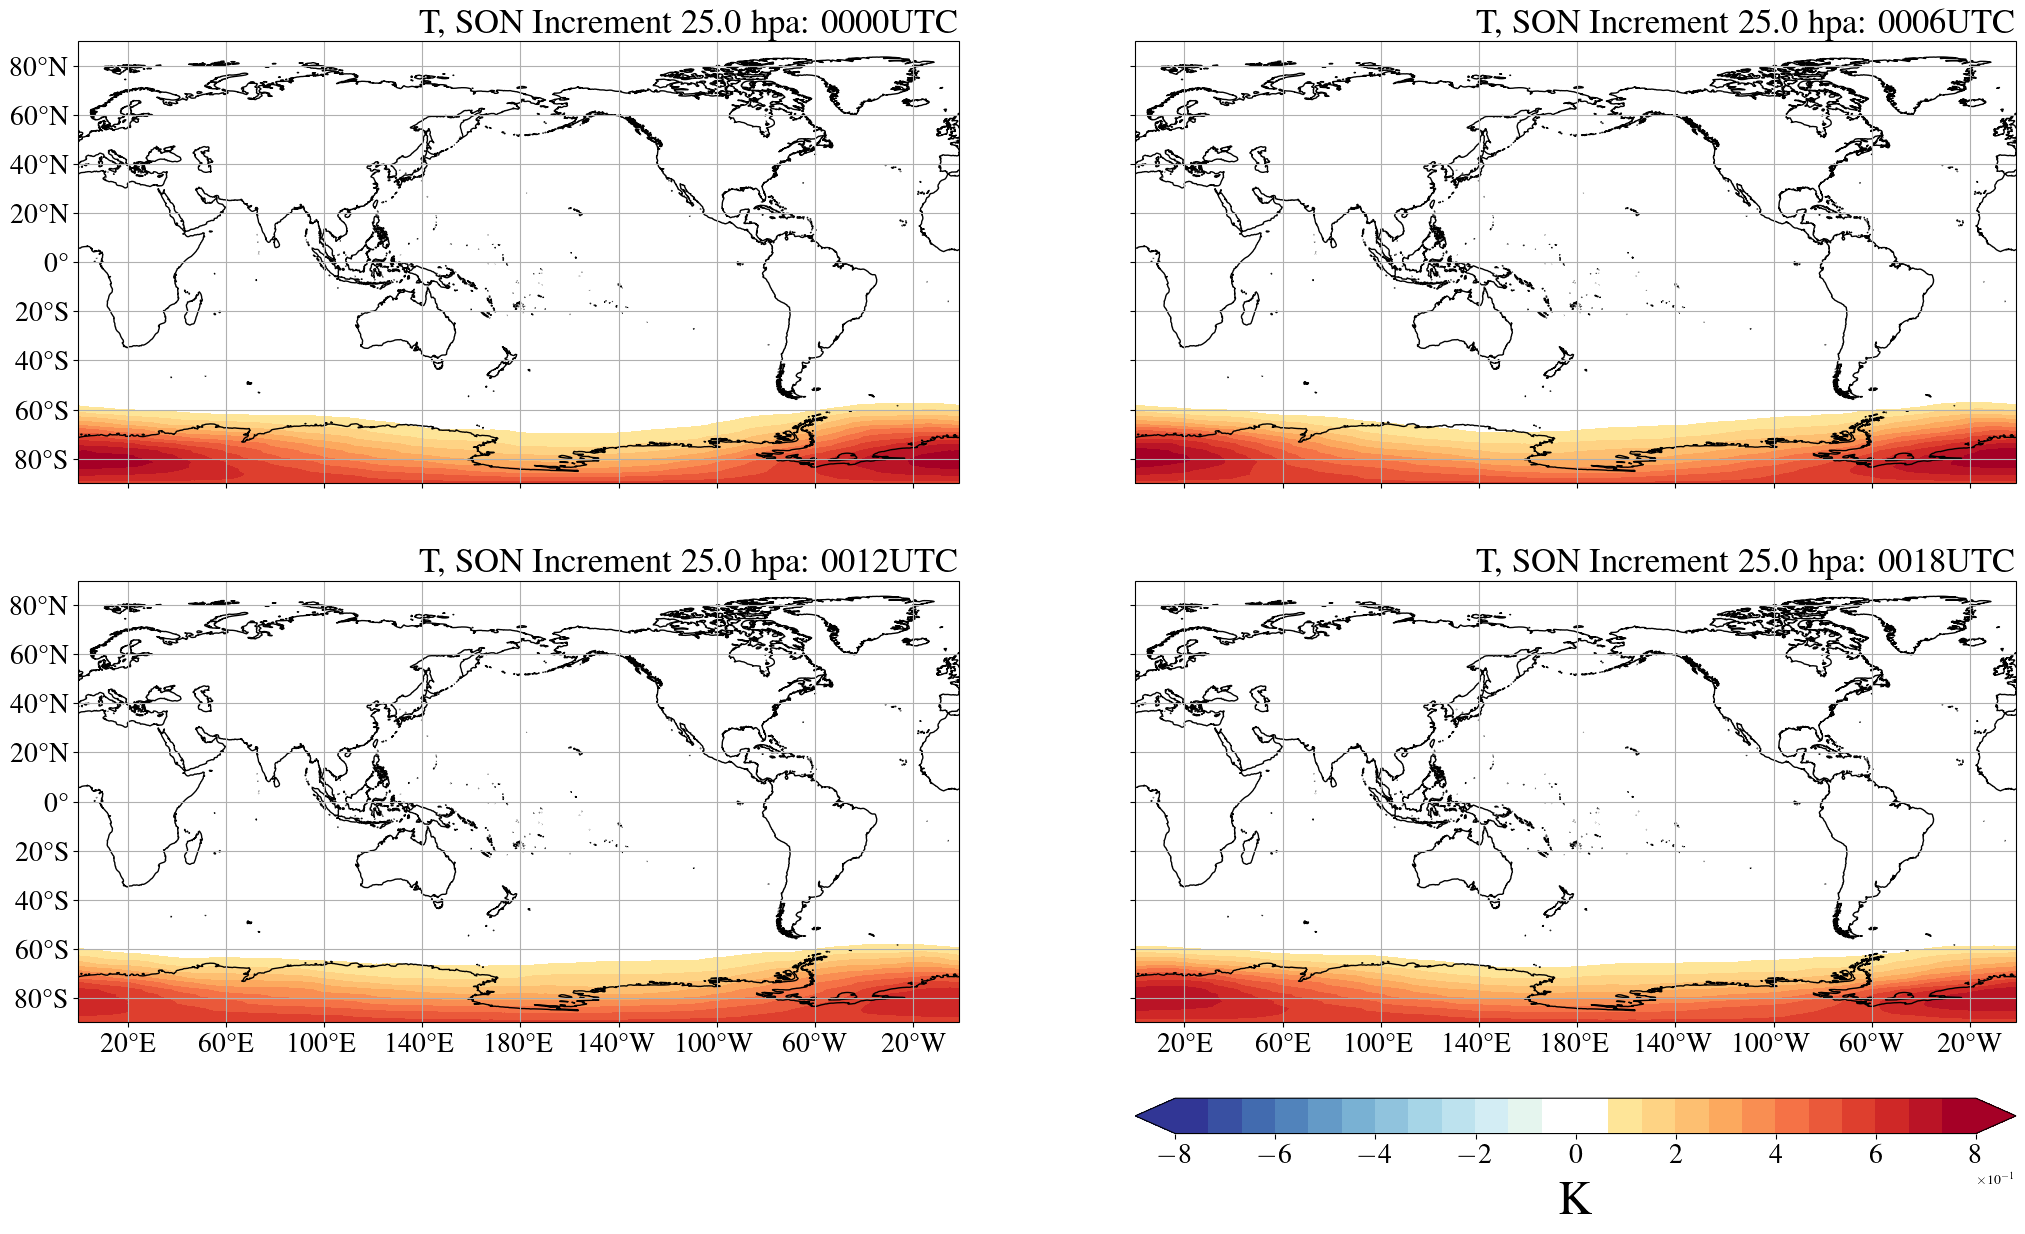 T, SON Increment 25.0 hpa: 0000UTC
T, SON Increment 25.0 hpa: 0006UTC
80°N
60°N
40°N
20°N
0°
20°S
40°S
60°S
80°S
T, SON Increment 25.0 hpa: 0012UTC
T, SON Increment 25.0 hpa: 0018UTC
80°N
60°N
40°N
20°N
0°
20°S
40°S
60°S
80°S
20°E 60°E 100°E 140°E 180°E 140°W 100°W 60°W 20°W
20°E 60°E 100°E 140°E 180°E 140°W 100°W 60°W 20°W
−8 −6 −4 −2 0 2 4 6 8
×10⁻¹
K